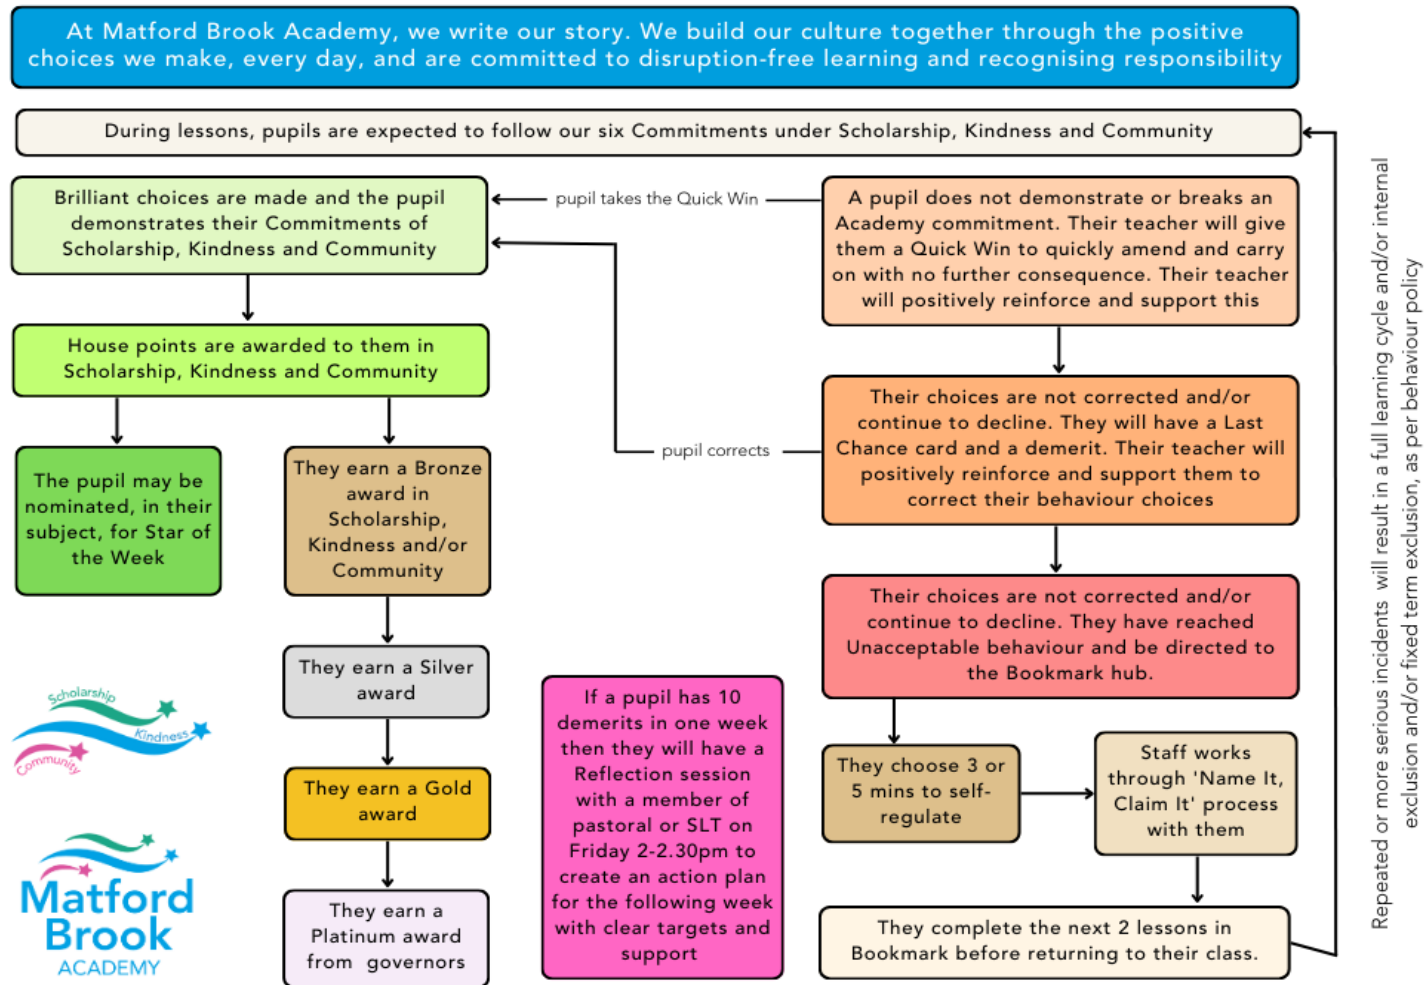 At Matford Brook Academy, we write our story. We build our culture together through the positive
choices we make, every day, and are committed to disruption-free learning and recognising responsibility
During lessons, pupils are expected to follow our six Commitments under Scholarship, Kindness and Community
Brilliant choices are made and the pupil
demonstrates their Commitments of
Scholarship, Kindness and Community
pupil takes the Quick Win
A pupil does not demonstrate or breaks an
Academy commitment. Their teacher will give
them a Quick Win to quickly amend and carry
on with no further consequence. Their teacher
will positively reinforce and support this
House points are awarded to them in
Scholarship, Kindness and Community
Their choices are not corrected and/or
continue to decline. They will have a Last
Chance card and a demerit. Their teacher will
positively reinforce and support them to
correct their behaviour choices
pupil corrects
The pupil may be
nominated, in their
subject, for Star of
the Week
They earn a Bronze
award in
Scholarship,
Kindness and/or
Community
Their choices are not corrected and/or
continue to decline. They have reached
Unacceptable behaviour and be directed to
the Bookmark hub.
They earn a Silver
award
They earn a Gold
award
They earn a
Platinum award
from governors
If a pupil has 10
demerits in one week
then they will have a
Reflection session
with a member of
pastoral or SLT on
Friday 2-2.30pm to
create an action plan
for the following week
with clear targets and
support
They choose 3 or
5 mins to self-
regulate
Staff works
through 'Name It,
Claim It' process
with them
They complete the next 2 lessons in
Bookmark before returning to their class.
Repeated or more serious incidents will result in a full learning cycle and/or internal
exclusion and/or fixed term exclusion, as per behaviour policy
Scholarship
Kindness
Community
Matford
Brook
ACADEMY